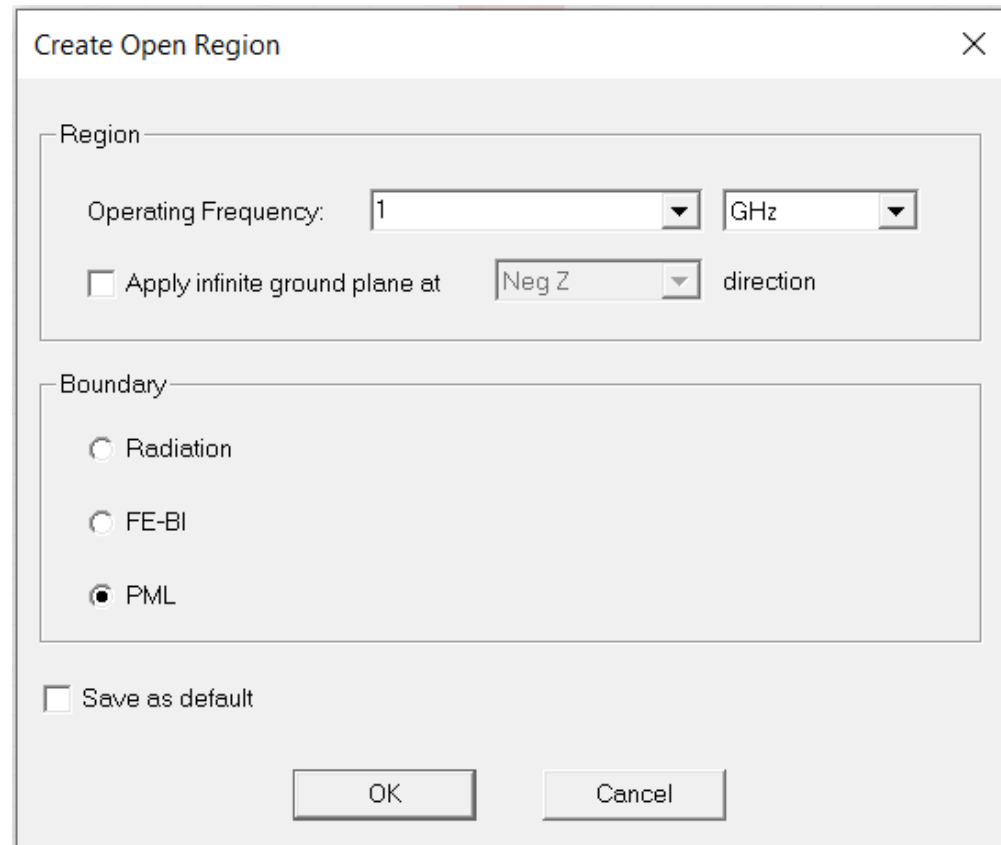 Create Open Region
Region
Operating Frequency: 1 GHz
Apply infinite ground plane at Neg Z direction
Boundary
Radiation
FE-BI
PML
Save as default
OK Cancel